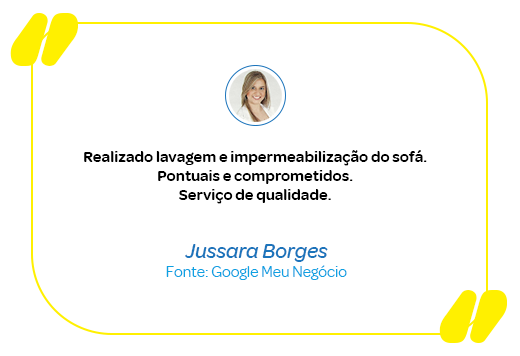 Realizado lavagem e impermeabilização do sofá.
Pontuais e comprometidos.
Serviço de qualidade.
Jussara Borges
Fonte: Google Meu Negócio